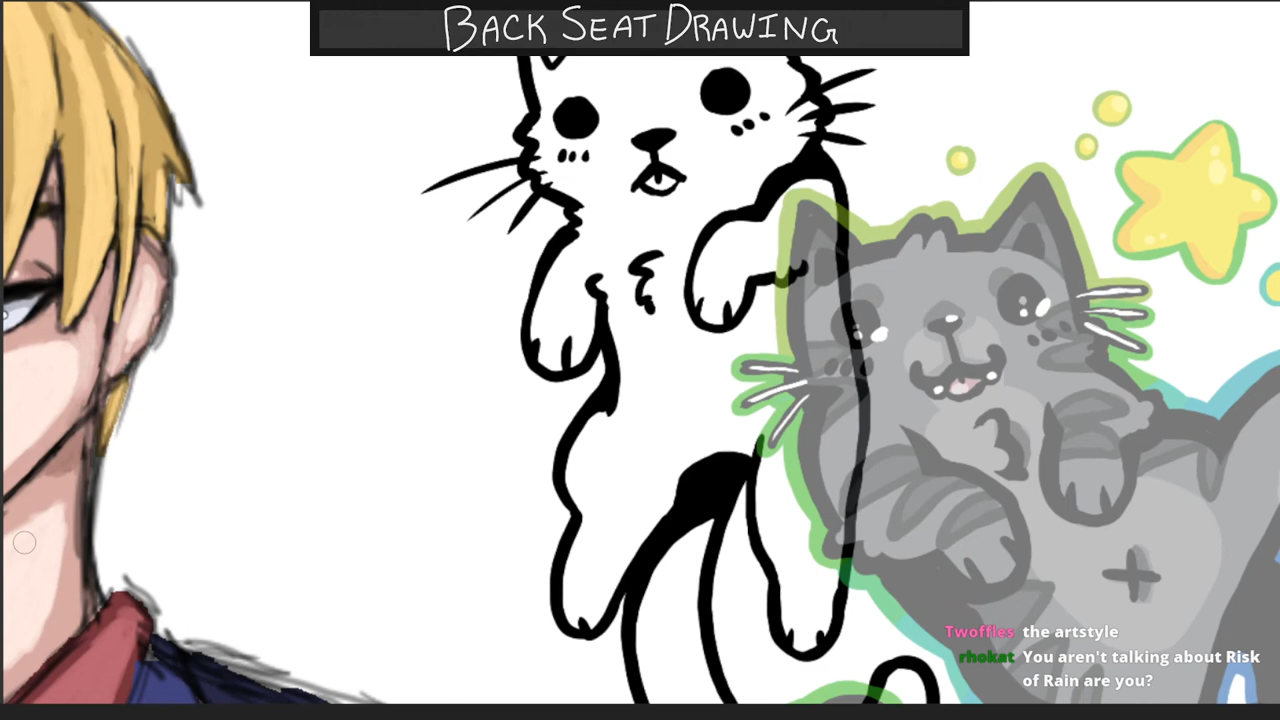 BACK SEAT DRAWING
Twoffles the artstyle
rhokat You aren't talking about Risk
of Rain are you?